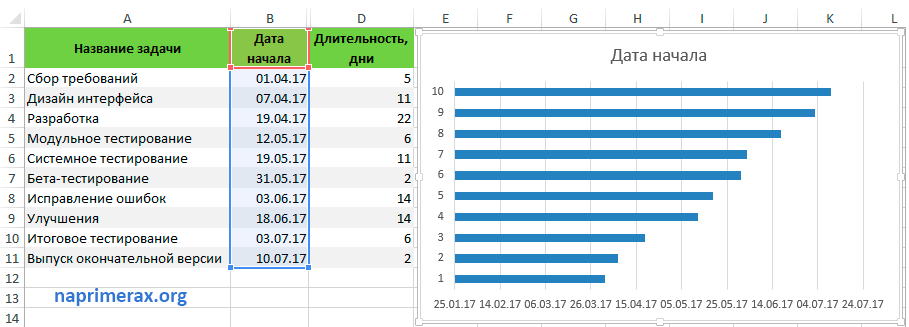 A B D E F G H I J K L
1 Название задачи Дата начала Длительность, дни
2 Сбор требований 01.04.17 5
3 Дизайн интерфейса 07.04.17 11
4 Разработка 19.04.17 22
5 Модульное тестирование 12.05.17 6
6 Системное тестирование 19.05.17 11
7 Бета-тестирование 31.05.17 2
8 Исправление ошибок 03.06.17 14
9 Улучшения 18.06.17 14
10 Итоговое тестирование 03.07.17 6
11 Выпуск окончательной версии 10.07.17 2
12
13 naprimerax.org
14
Дата начала
10
9
8
7
6
5
4
3
2
1
25.01.17 14.02.17 06.03.17 26.03.17 15.04.17 05.05.17 25.05.17 14.06.17 04.07.17 24.07.17